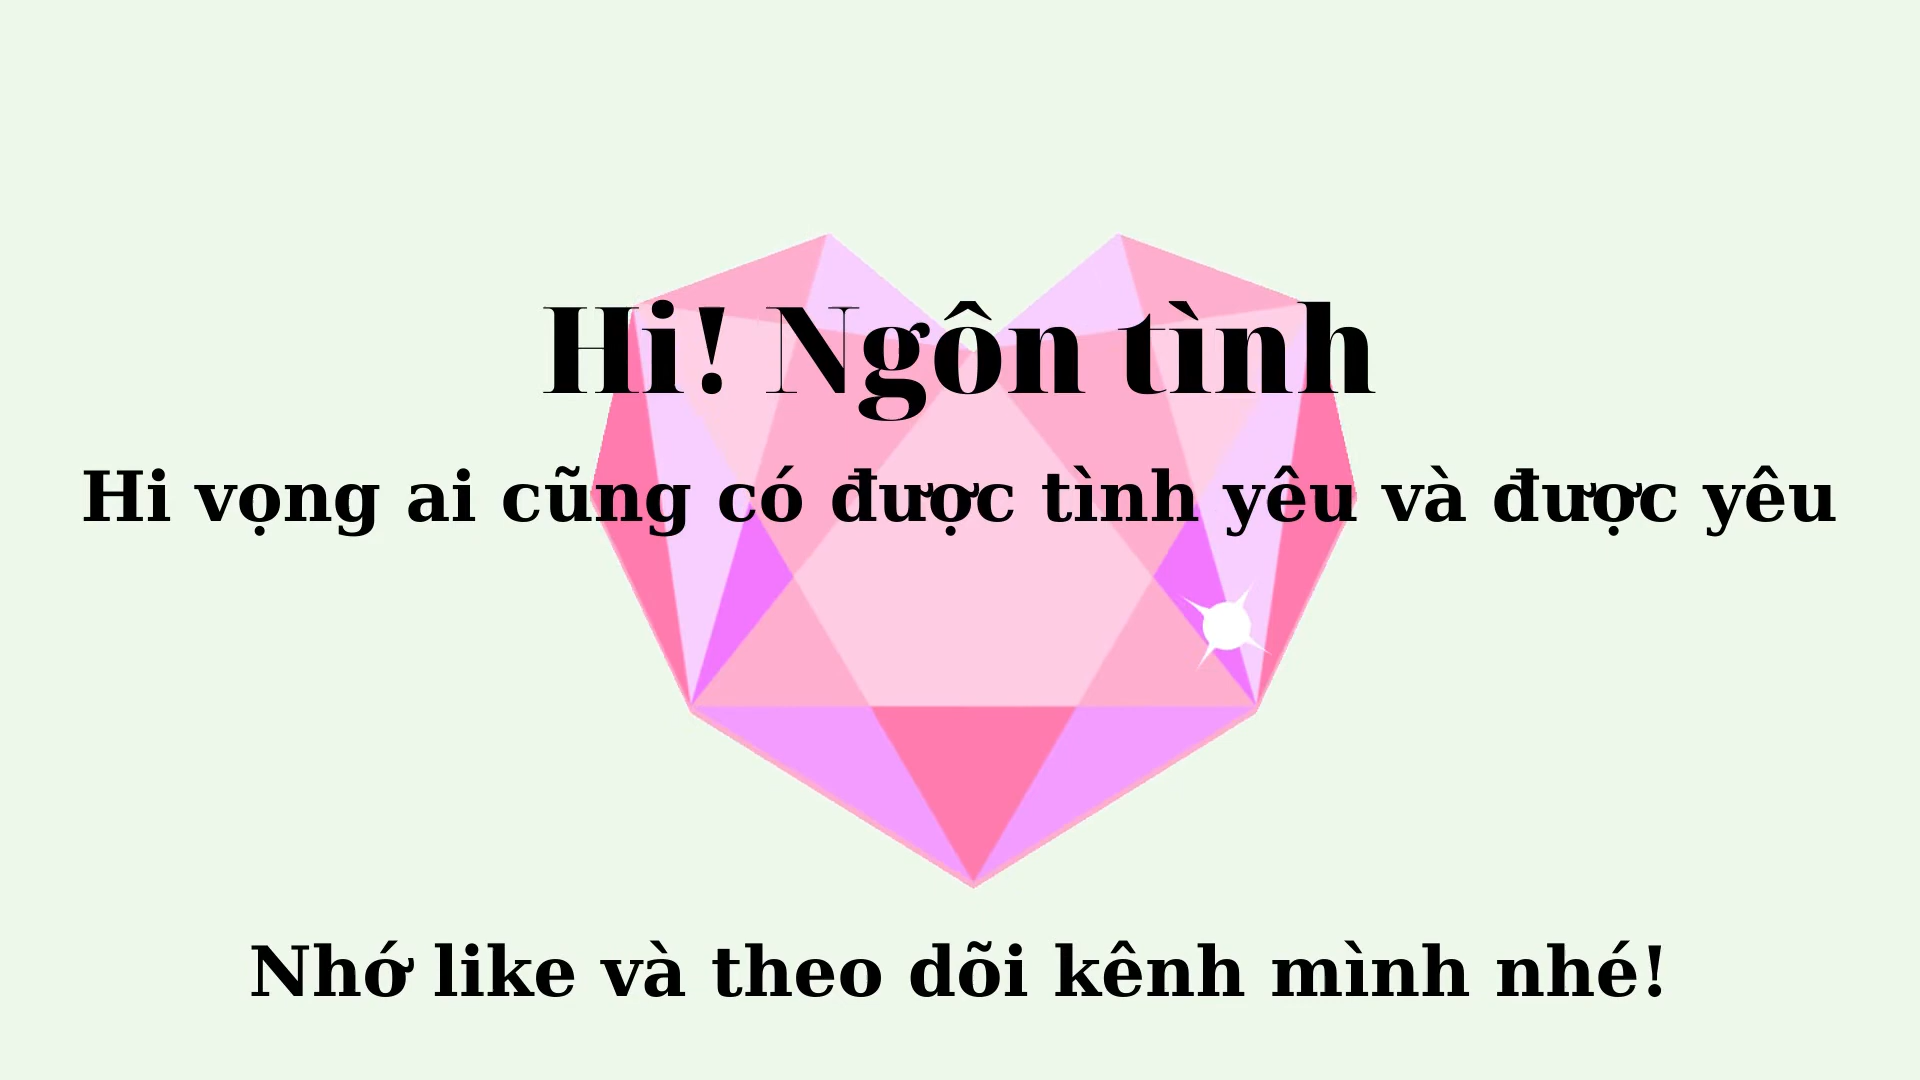 Hi! Ngôn tình
Hi vọng ai cũng có được tình yêu và được yêu
Nhớ like và theo dõi kênh mình nhé!